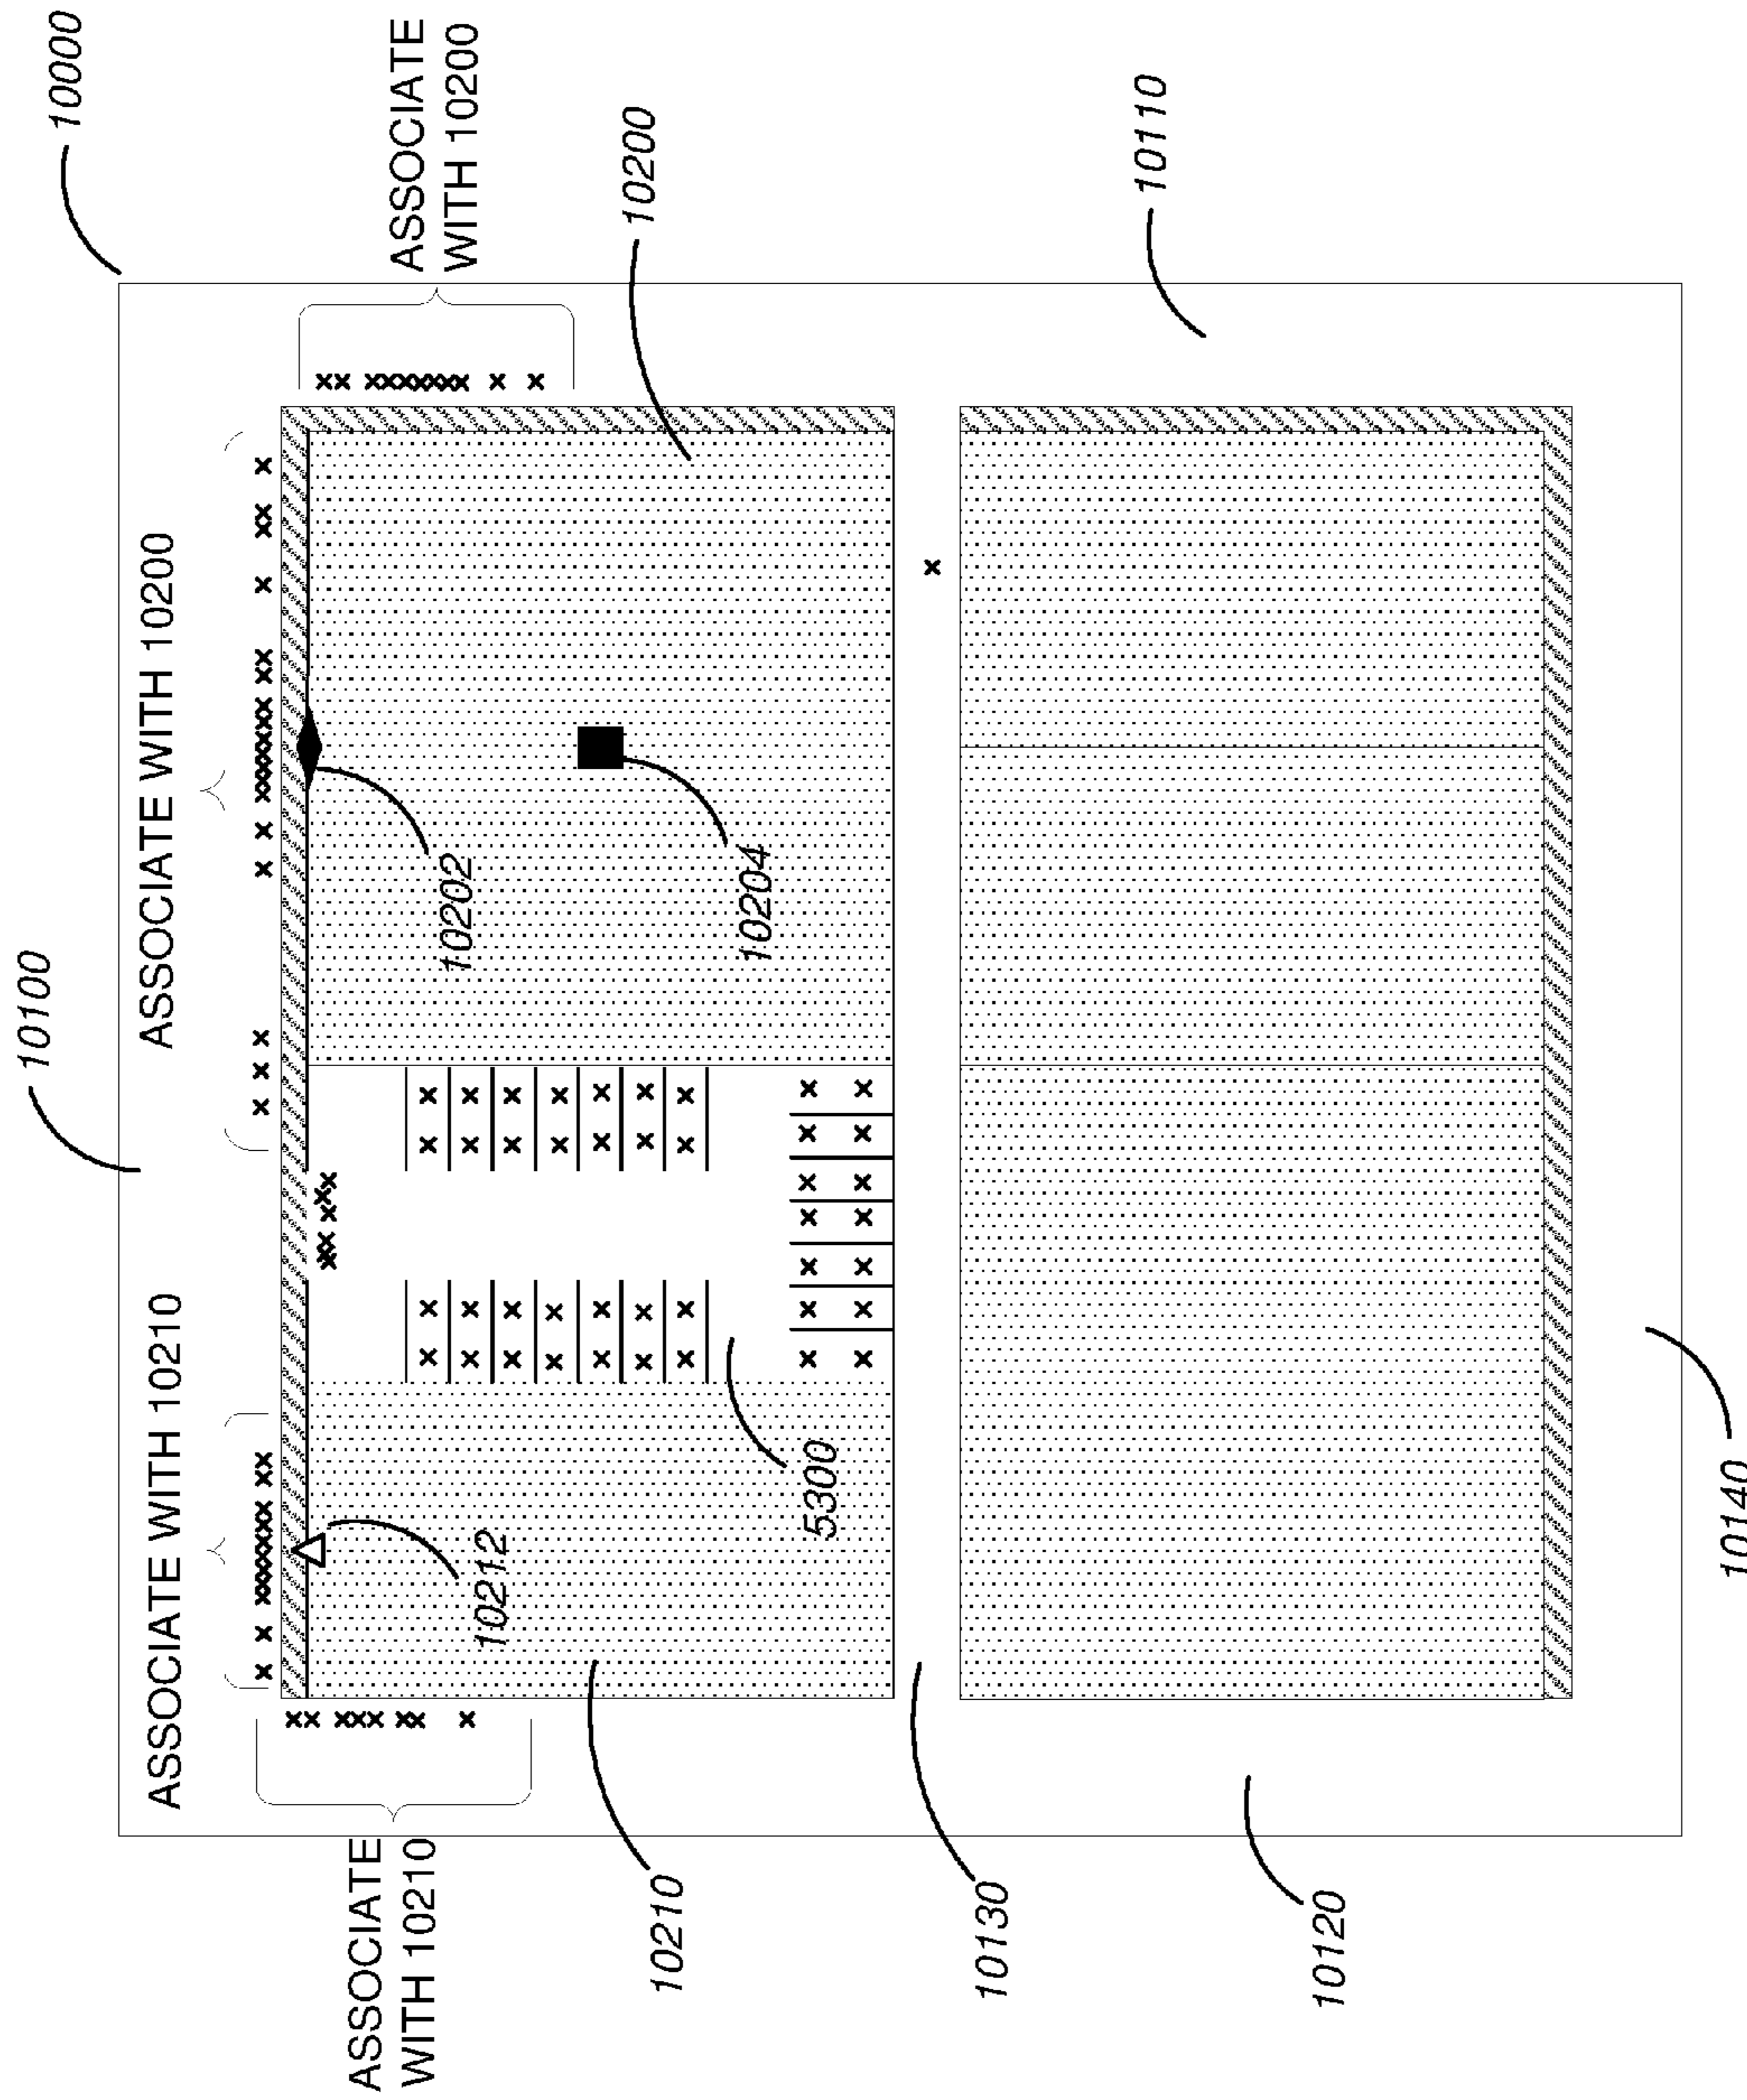 10100
10000
ASSOCIATE WITH 10210
ASSOCIATE WITH 10200
ASSOCIATE
WITH 10210
ASSOCIATE
WITH 10200
10202
10212
10200
10210
10204
5300
10130
10110
10120
10140